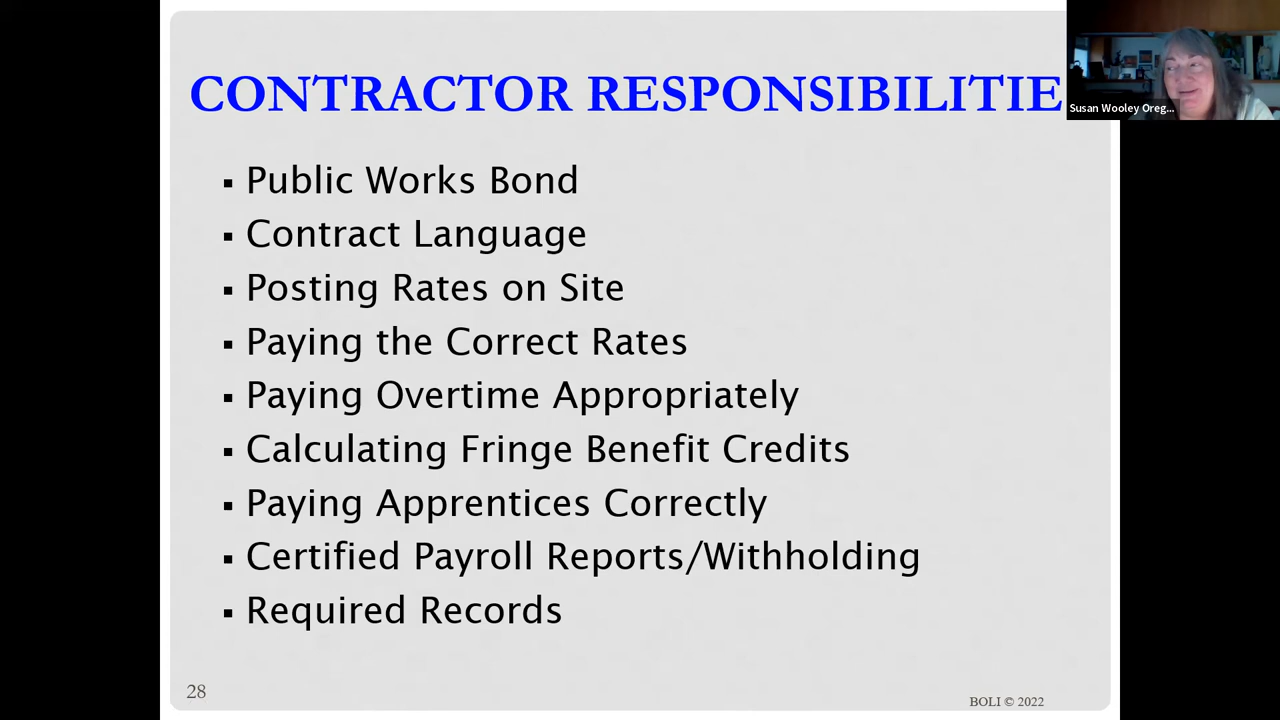 CONTRACTOR RESPONSIBILITIE
Susan Wooley Oreg...
▪ Public Works Bond
▪ Contract Language
▪ Posting Rates on Site
▪ Paying the Correct Rates
▪ Paying Overtime Appropriately
▪ Calculating Fringe Benefit Credits
▪ Paying Apprentices Correctly
▪ Certified Payroll Reports/Withholding
▪ Required Records
28
BOLI © 2022